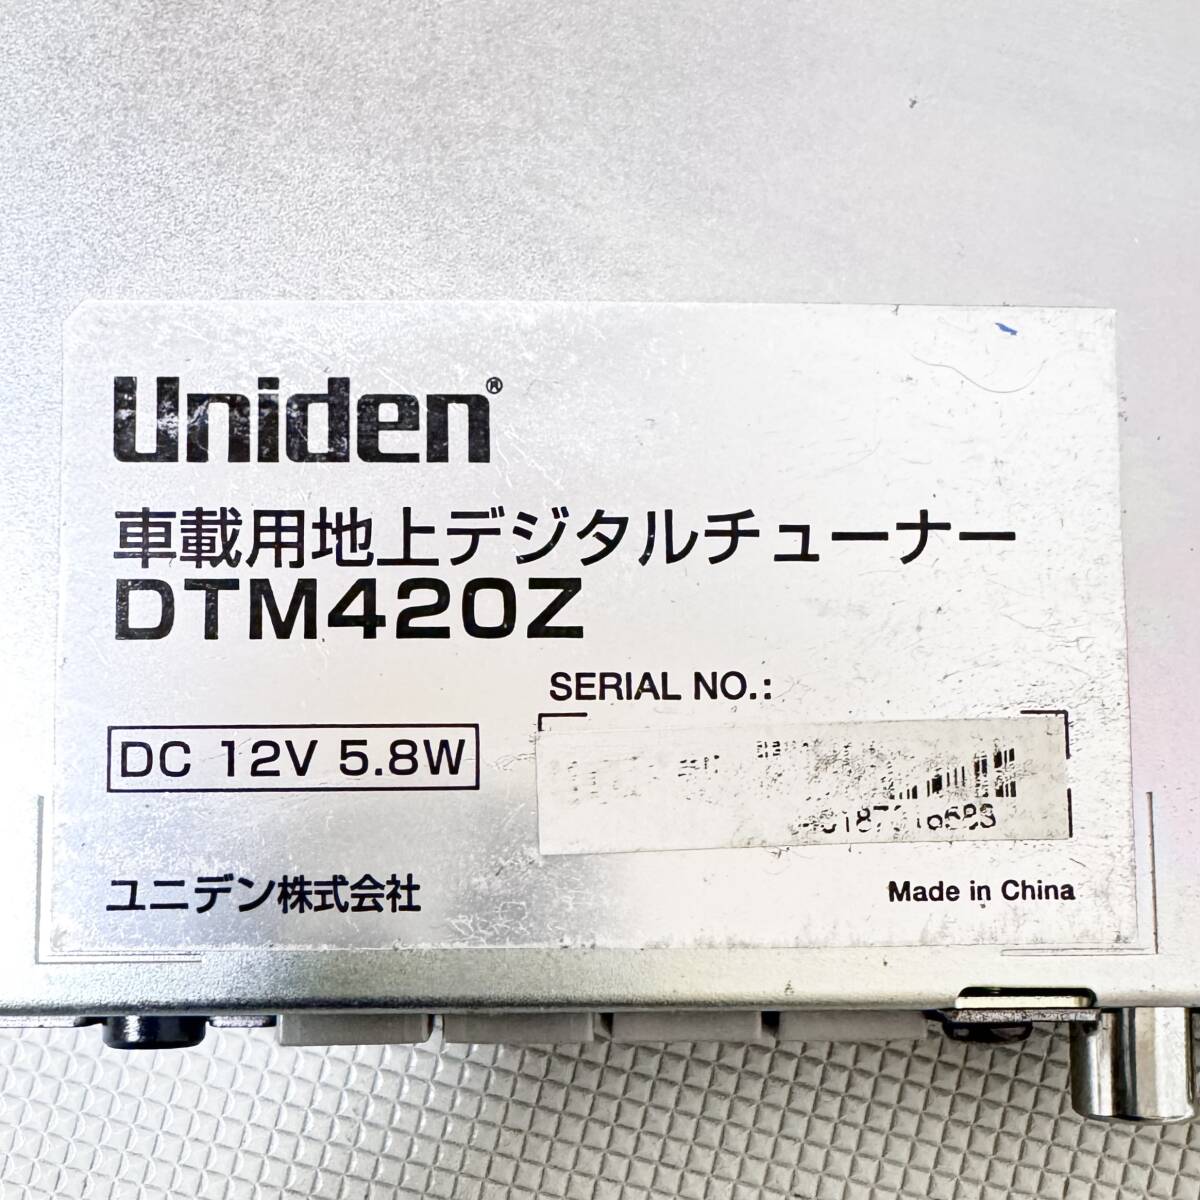 Uniden®
車載用地上デジタルチューナー
DTM420Z
SERIAL NO.:
DC 12V 5.8W
ユニデン株式会社
Made in China